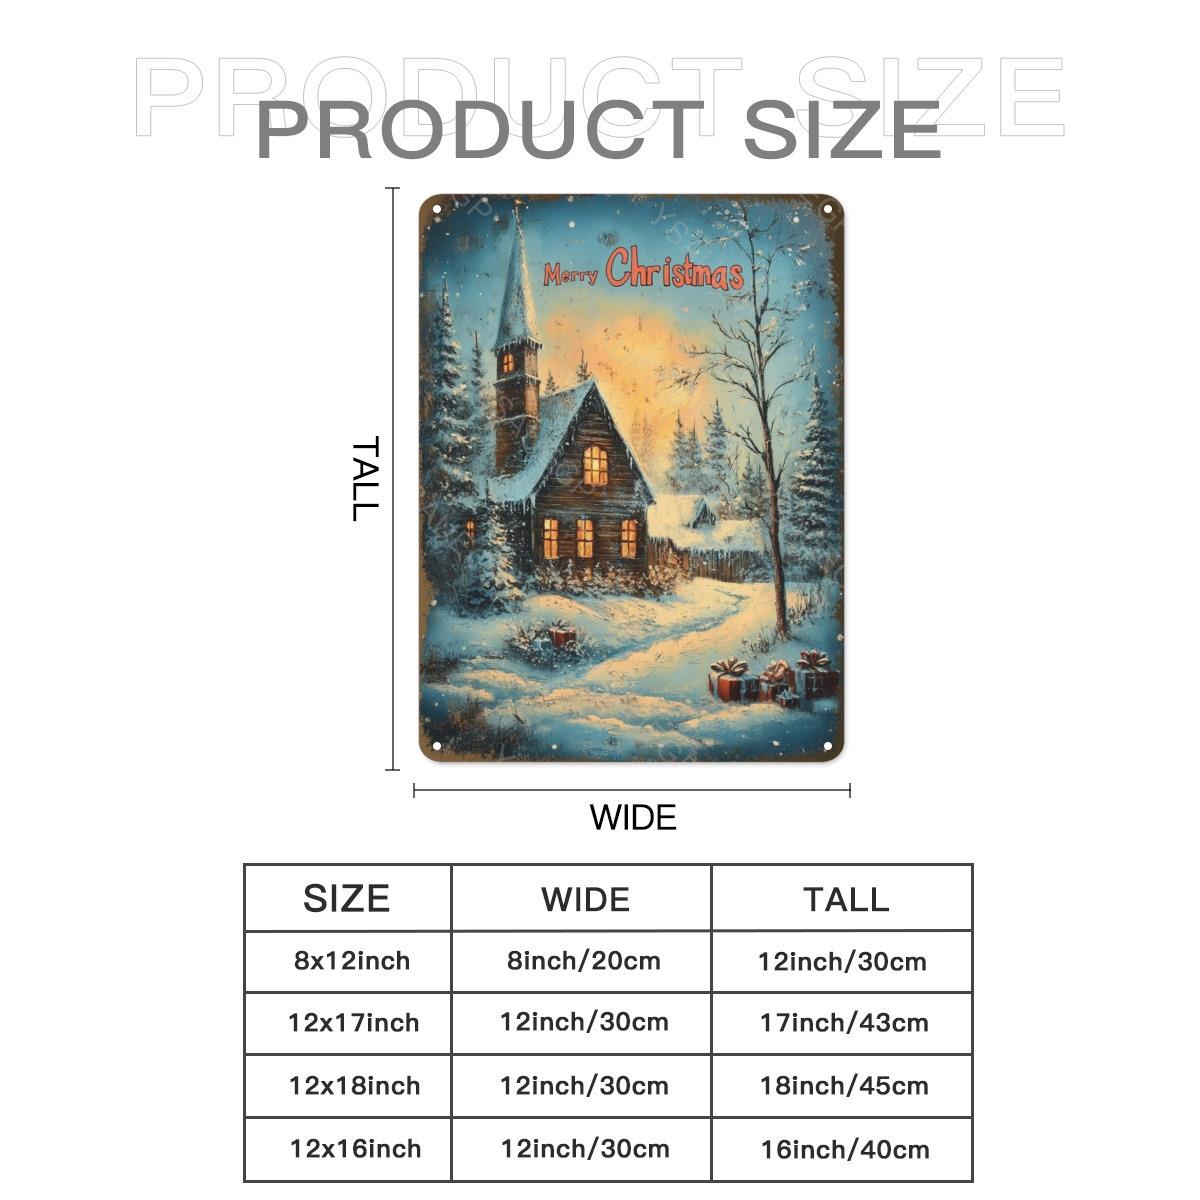 PRODUCT SIZE
PRODUCT SIZE
Merry Christmas
TALL
WIDE
SIZE WIDE TALL
8x12inch 8inch/20cm 12inch/30cm
12x17inch 12inch/30cm 17inch/43cm
12x18inch 12inch/30cm 18inch/45cm
12x16inch 12inch/30cm 16inch/40cm